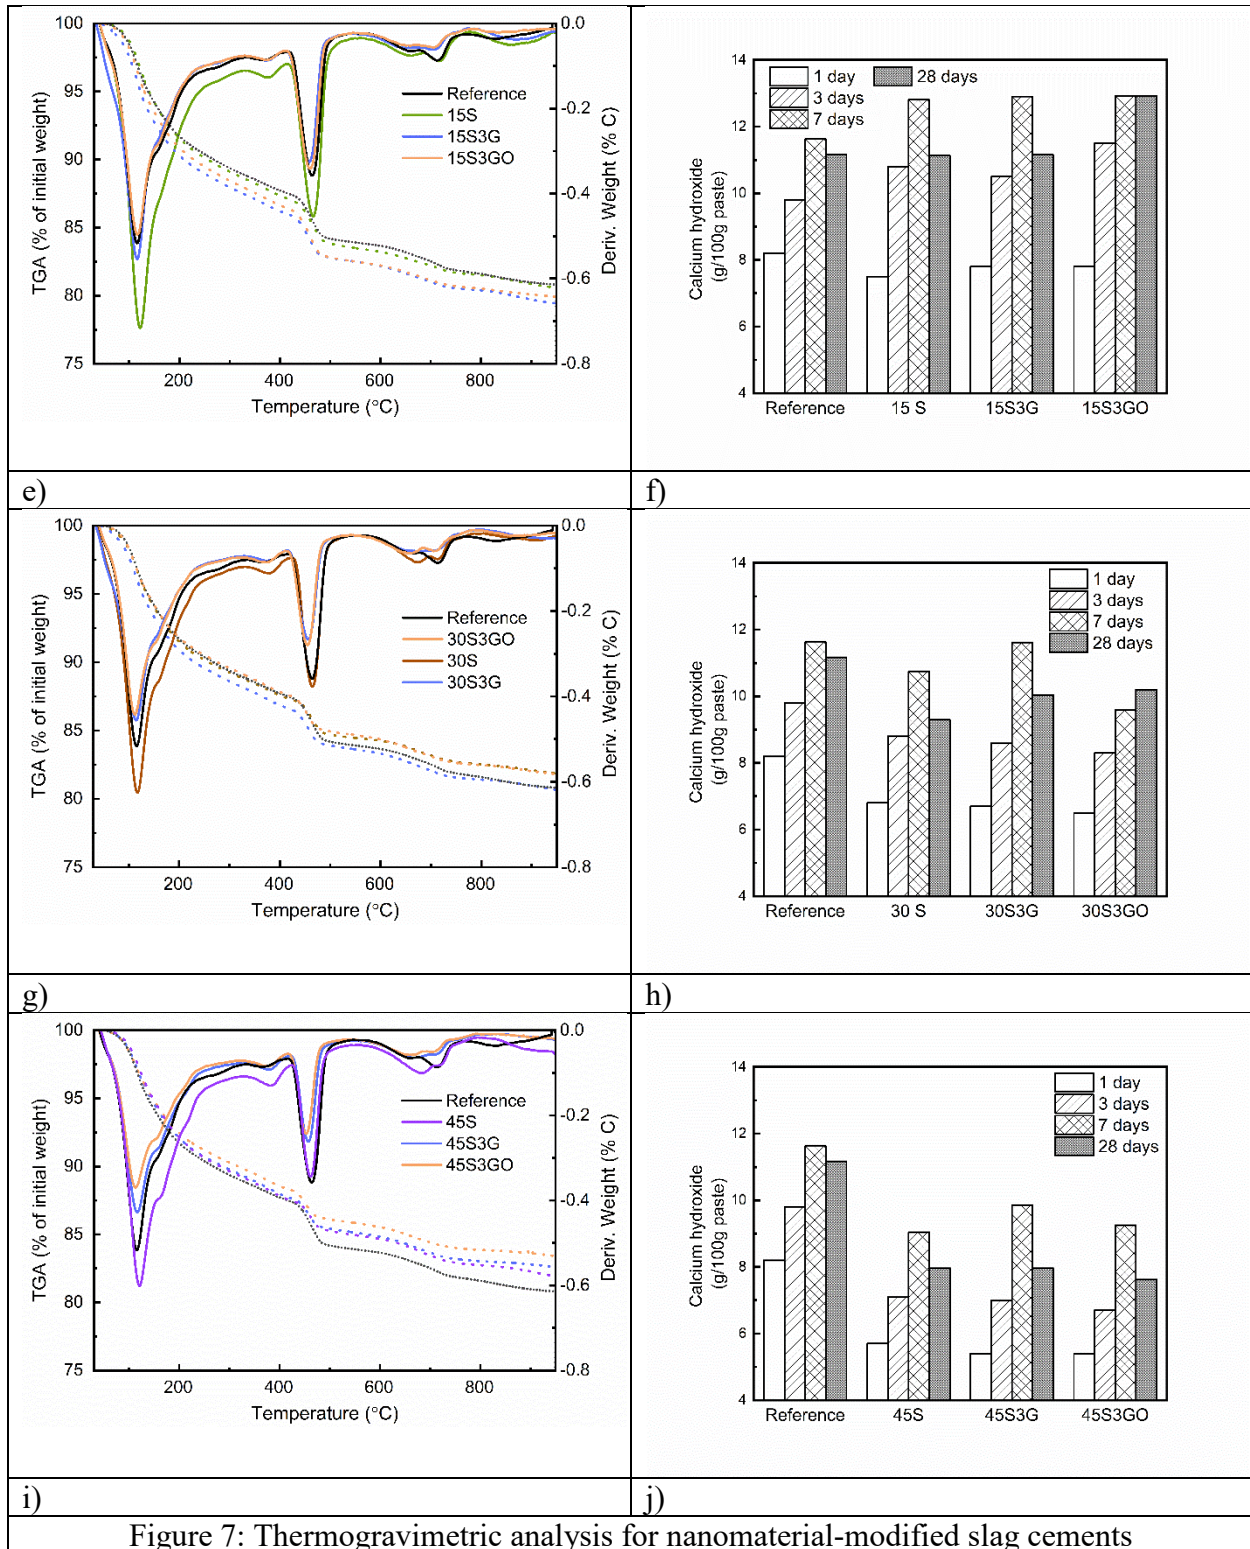 100
95
90
85
80
75
TGA (% of initial weight)
0.0
-0.2
-0.4
-0.6
-0.8
Deriv. Weight (% C)
Reference
15S
15S3G
15S3GO
200
400
600
800
Temperature (°C)
14
12
10
8
6
4
Calcium hydroxide
(g/100g paste)
1 day
3 days
7 days
28 days
Reference
15 S
15S3G
15S3GO
e)
f)
100
95
90
85
80
75
TGA (% of initial weight)
0.0
-0.2
-0.4
-0.6
-0.8
Deriv. Weight (% C)
Reference
30S3GO
30S
30S3G
200
400
600
800
Temperature (°C)
14
12
10
8
6
4
Calcium hydroxide
(g/100g paste)
1 day
3 days
7 days
28 days
Reference
30 S
30S3G
30S3GO
g)
h)
100
95
90
85
80
75
TGA (% of initial weight)
0.0
-0.2
-0.4
-0.6
-0.8
Deriv. Weight (% C)
Reference
45S
45S3G
45S3GO
200
400
600
800
Temperature (°C)
14
12
10
8
6
4
Calcium hydroxide
(g/100g paste)
1 day
3 days
7 days
28 days
Reference
45S
45S3G
45S3GO
i)
j)
Figure 7: Thermogravimetric analysis for nanomaterial-modified slag cements